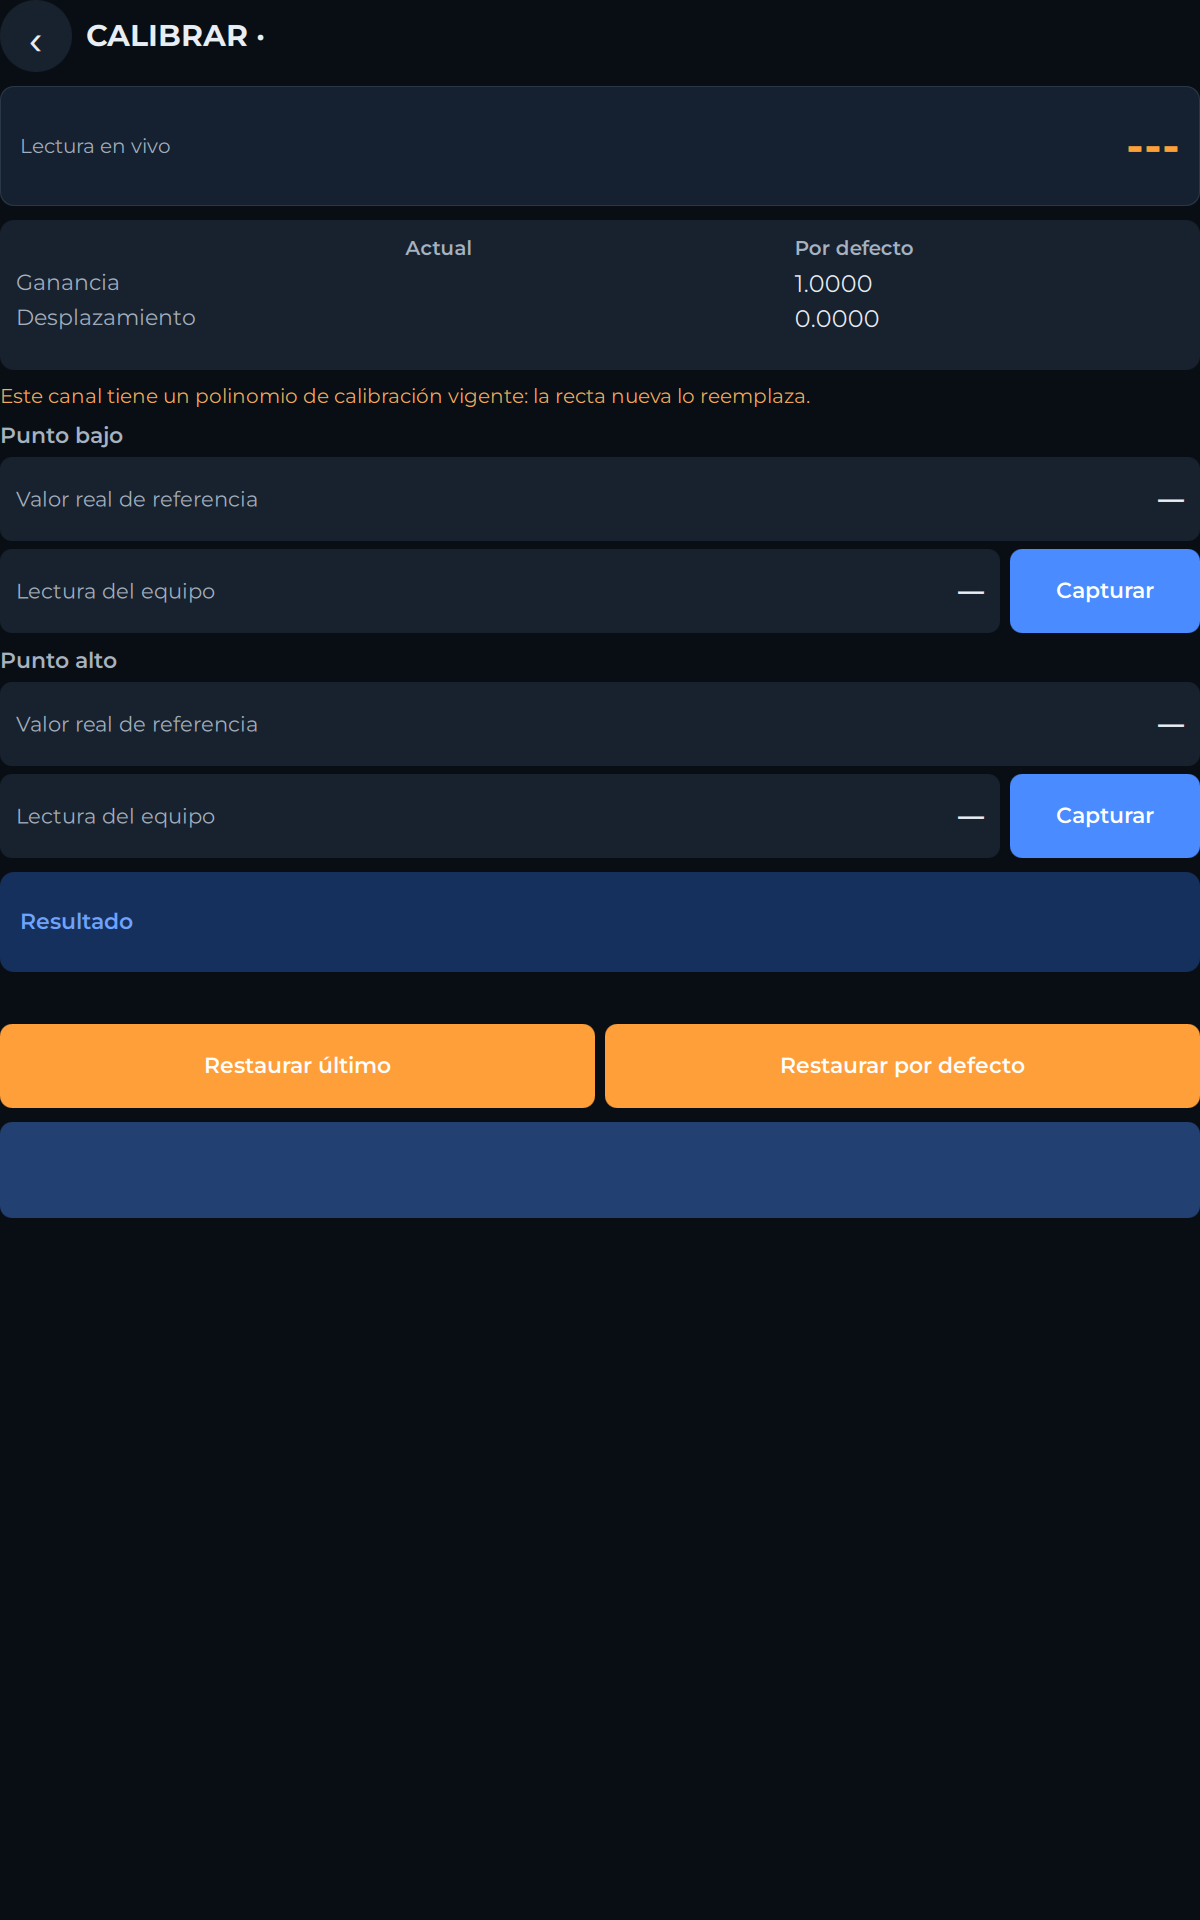 ‹ CALIBRAR ·
Lectura en vivo ---
Actual Por defecto
Ganancia 1.0000
Desplazamiento 0.0000
Este canal tiene un polinomio de calibración vigente: la recta nueva lo reemplaza.
Punto bajo
Valor real de referencia —
Lectura del equipo — Capturar
Punto alto
Valor real de referencia —
Lectura del equipo — Capturar
Resultado
Restaurar último Restaurar por defecto